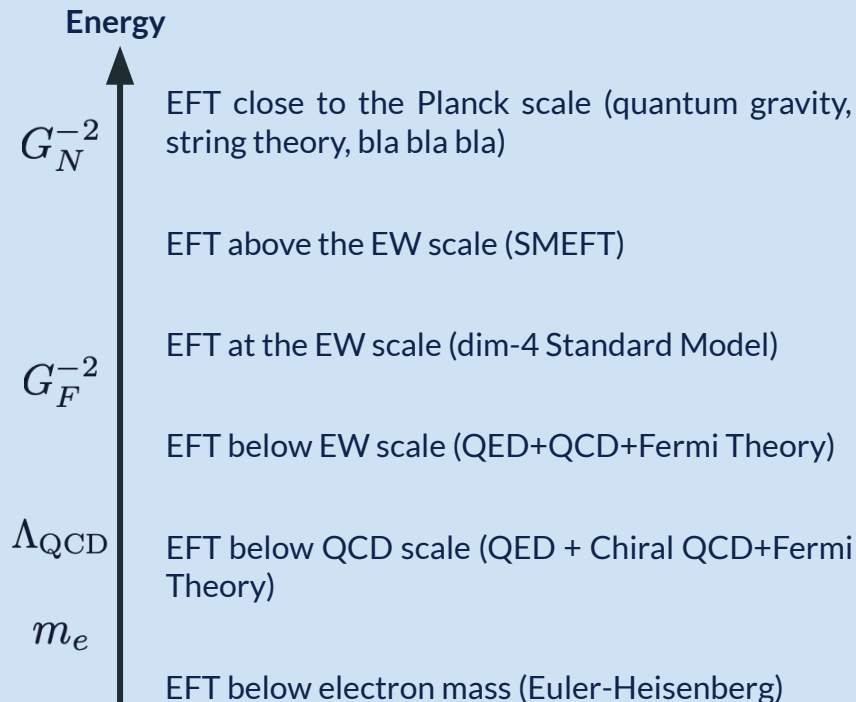 Energy
EFT close to the Planck scale (quantum gravity,
string theory, bla bla bla)
G_N^{-2}
EFT above the EW scale (SMEFT)
EFT at the EW scale (dim-4 Standard Model)
G_F^{-2}
EFT below EW scale (QED+QCD+Fermi Theory)
Λ_QCD
EFT below QCD scale (QED + Chiral QCD+Fermi
Theory)
m_e
EFT below electron mass (Euler-Heisenberg)